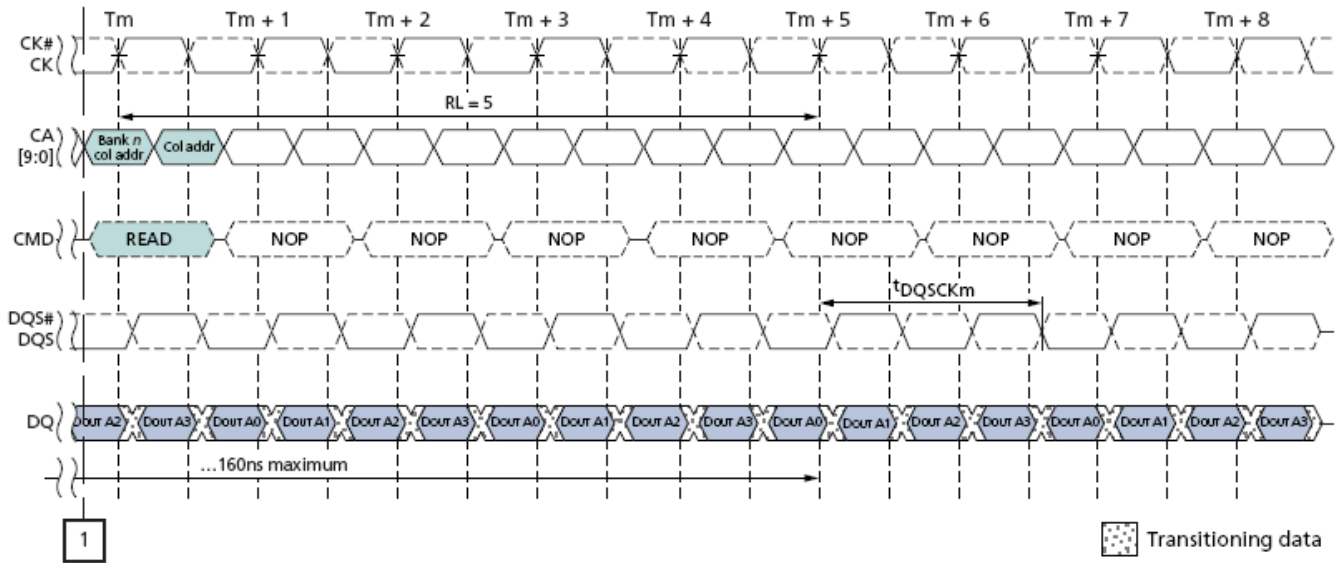 Tm Tm + 1 Tm + 2 Tm + 3 Tm + 4 Tm + 5 Tm + 6 Tm + 7 Tm + 8
CK#
CK
RL = 5
CA
[9:0]
Bank n
col addr
Col addr
CMD READ NOP NOP NOP NOP NOP NOP NOP NOP
tDQSCKm
DQS#
DQS
DQ DOUT A2 DOUT A3 DOUT A0 DOUT A1 DOUT A2 DOUT A3 DOUT A0 DOUT A1 DOUT A2 DOUT A3 DOUT A0 DOUT A1 DOUT A2 DOUT A3 DOUT A0 DOUT A1 DOUT A2 DOUT A3
...160ns maximum
1
Transitioning data